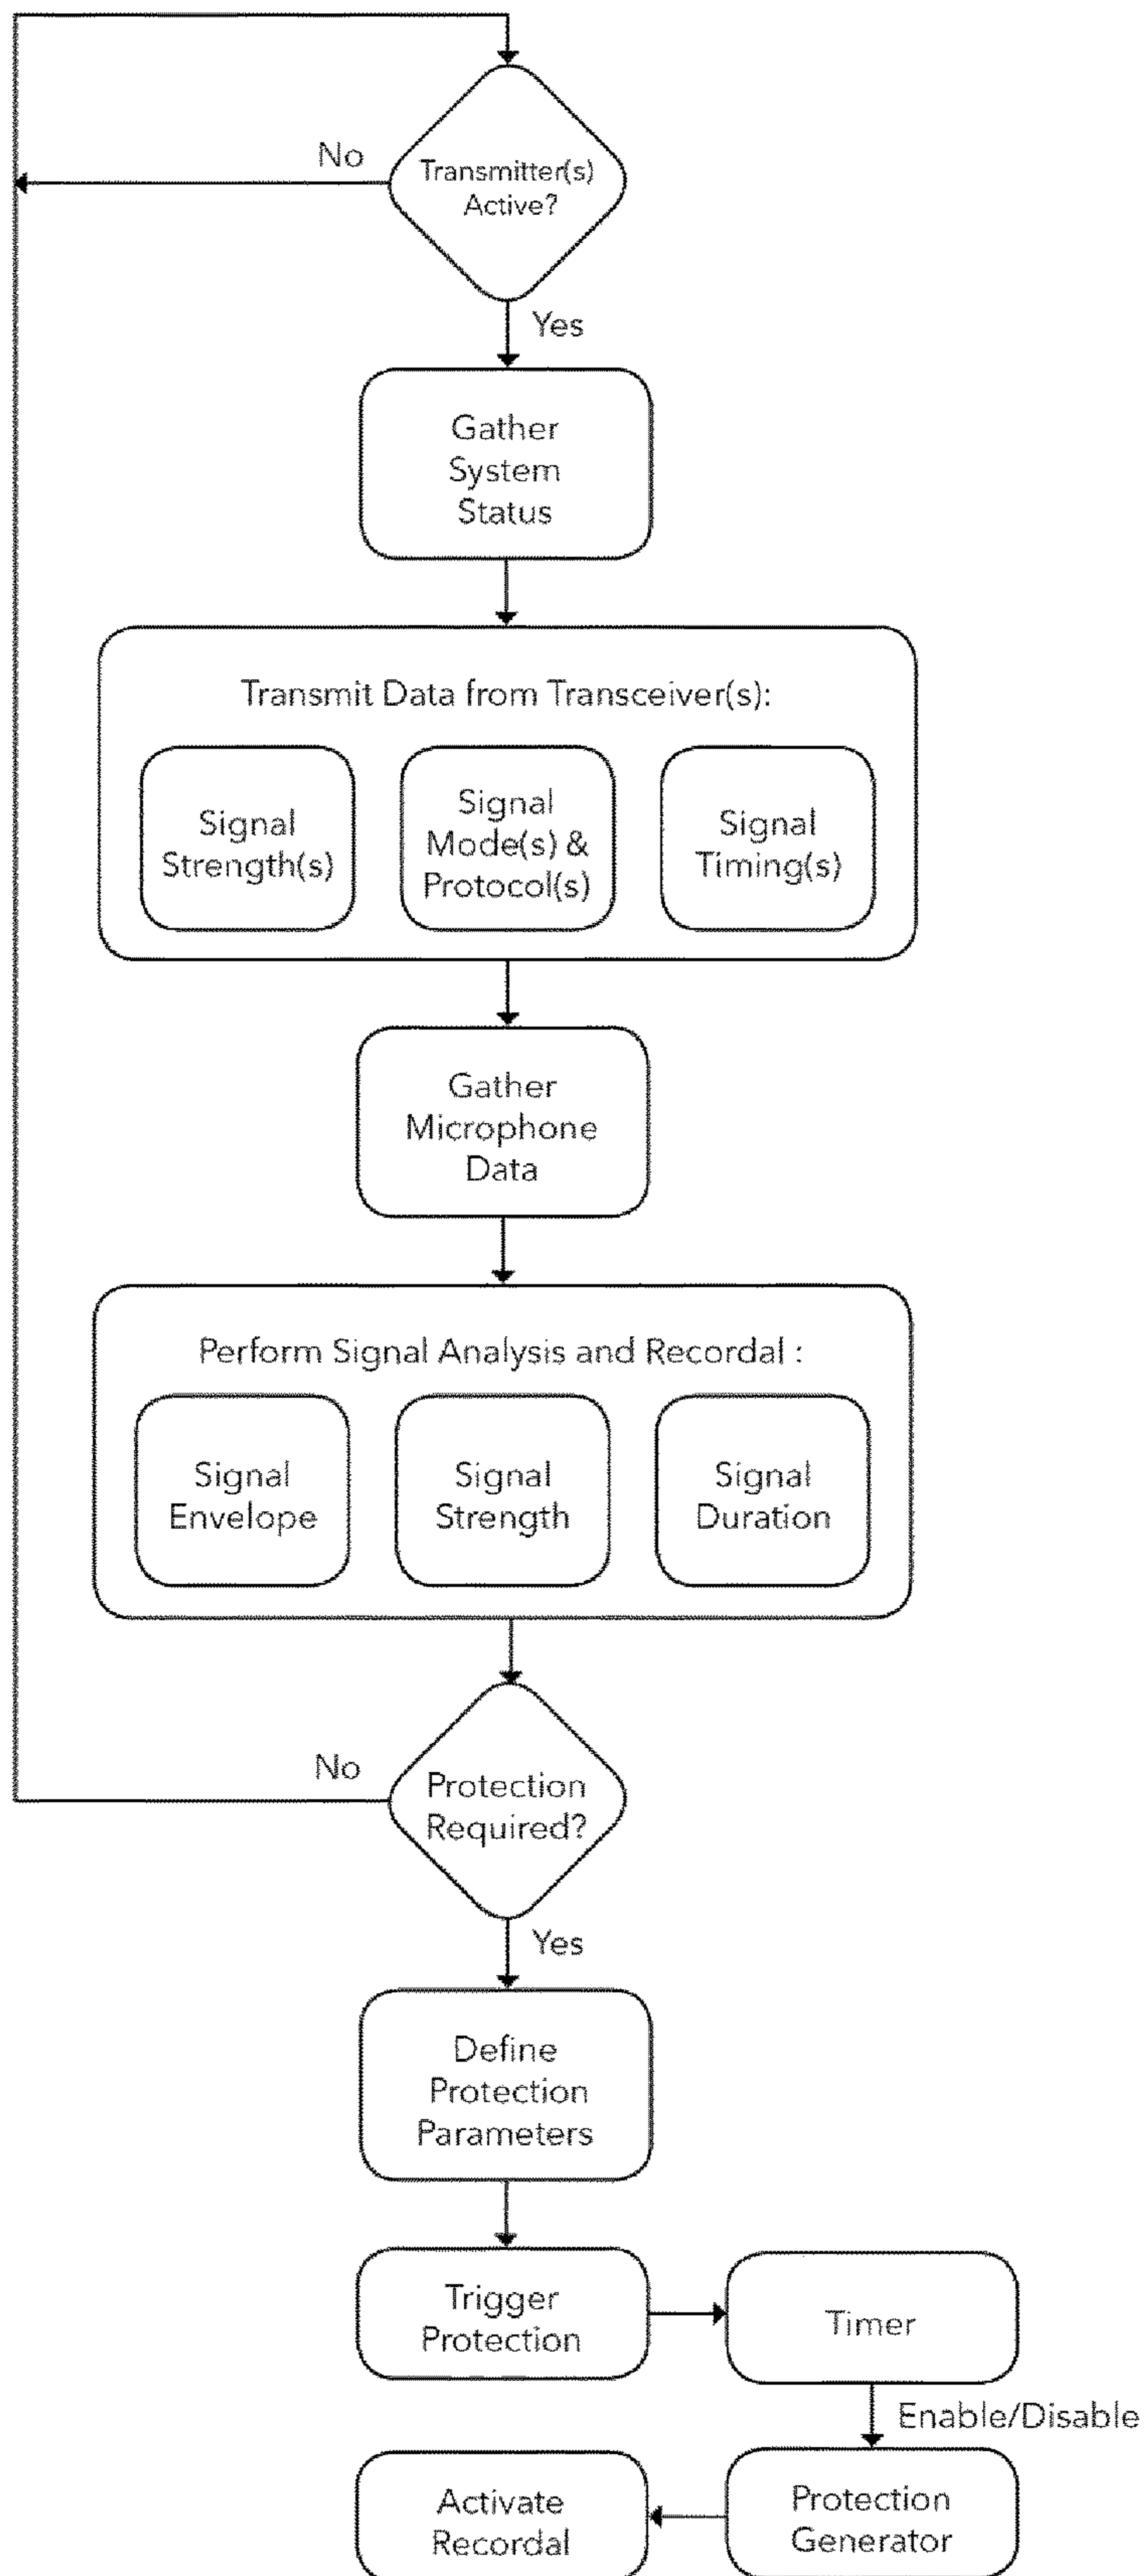 No
Transmitter(s)
Active?
Yes
Gather
System
Status
Transmit Data from Transceiver(s):
Signal
Strength(s)
Signal
Mode(s) &
Protocol(s)
Signal
Timing(s)
Gather
Microphone
Data
Perform Signal Analysis and Recordal :
Signal
Envelope
Signal
Strength
Signal
Duration
No
Protection
Required?
Yes
Define
Protection
Parameters
Trigger
Protection
Timer
Enable/Disable
Protection
Generator
Activate
Recordal